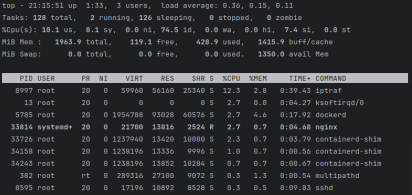 top - 21:15:51 up 1:33, 3 users, load average: 0.36, 0.15, 0.11
Tasks: 128 total, 2 running, 126 sleeping, 0 stopped, 0 zombie
%Cpu(s): 10.1 us, 8.1 sy, 0.0 ni, 74.5 id, 0.0 wa, 0.0 hi, 7.4 si, 0.0 st
MiB Mem : 1963.9 total, 119.1 free, 428.9 used, 1415.9 buff/cache
MiB Swap: 0.0 total, 0.0 free, 0.0 used. 1350.0 avail Mem
PID USER PR NI VIRT RES SHR S %CPU %MEM TIME+ COMMAND
8997 root 20 0 59960 56160 25340 S 12.3 2.8 0:39.43 iptraf
13 root 20 0 0 0 0 S 2.7 0.0 0:04.27 ksoftirqd/0
5785 root 20 0 1954788 93028 60576 S 2.7 4.6 0:17.92 dockerd
33814 systemd+ 20 0 21700 13816 2524 R 2.7 0.7 0:04.68 nginx
33726 root 20 0 1237940 13420 10000 S 2.3 0.7 0:03.79 containerd-shim
34158 root 20 0 1238196 13336 9996 S 1.0 0.7 0:00.56 containerd-shim
34243 root 20 0 1238196 13852 10284 S 0.7 0.7 0:00.67 containerd-shim
382 root rt 0 289316 27100 9072 S 0.3 1.3 0:00.54 multipathd
8595 root 20 0 17196 10892 8528 S 0.3 0.5 0:09.83 sshd